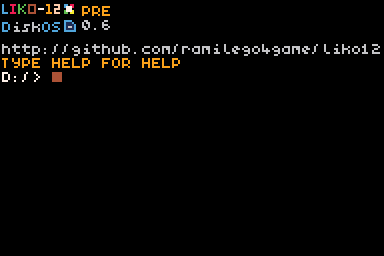 LIKO-12 PRE
DiskOS 0.6
http://github.com/ramilego4game/liko12
TYPE HELP FOR HELP
D:/>